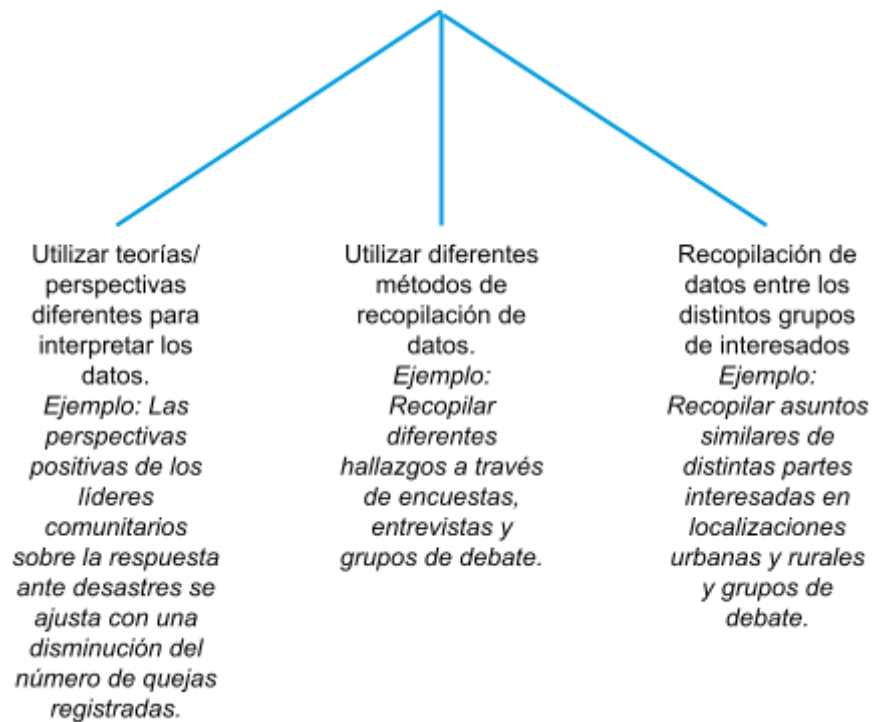 Utilizar teorías/
perspectivas
diferentes para
interpretar los
datos.
Ejemplo: Las
perspectivas
positivas de los
líderes
comunitarios
sobre la respuesta
ante desastres se
ajusta con una
disminución del
número de quejas
registradas.
Utilizar diferentes
métodos de
recopilación de
datos.
Ejemplo:
Recopilar
diferentes
hallazgos a través
de encuestas,
entrevistas y
grupos de debate.
Recopilación de
datos entre los
distintos grupos
de interesados
Ejemplo:
Recopilar asuntos
similares de
distintas partes
interesadas en
localizaciones
urbanas y rurales
y grupos de
debate.